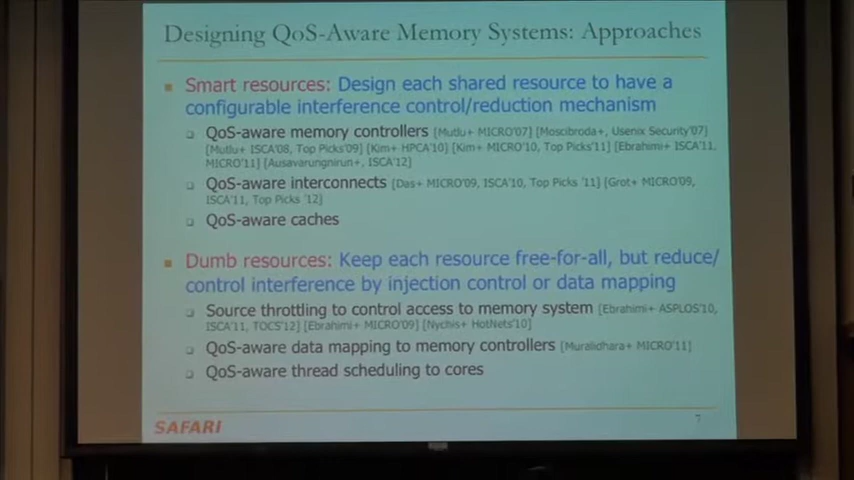 Designing QoS-Aware Memory Systems: Approaches
Smart resources: Design each shared resource to have a
configurable interference control/reduction mechanism
QoS-aware memory controllers [Mutlu+ MICRO'07] [Moscibroda+, Usenix Security'07]
[Mutlu+ ISCA'08, Top Picks'09] [Kim+ HPCA'10] [Kim+ MICRO'10, Top Picks'11] [Ebrahimi+ ISCA'11,
MICRO'11] [Ausavarungnirun+, ISCA'12]
QoS-aware interconnects [Das+ MICRO'09, ISCA'10, Top Picks '11] [Grot+ MICRO'09,
ISCA'11, Top Picks '12]
QoS-aware caches
Dumb resources: Keep each resource free-for-all, but reduce/
control interference by injection control or data mapping
Source throttling to control access to memory system [Ebrahimi+ ASPLOS'10,
ISCA'11, TOCS'12] [Ebrahimi+ MICRO'09] [Nychis+ HotNets'10]
QoS-aware data mapping to memory controllers [Muralidhara+ MICRO'11]
QoS-aware thread scheduling to cores
SAFARI
7